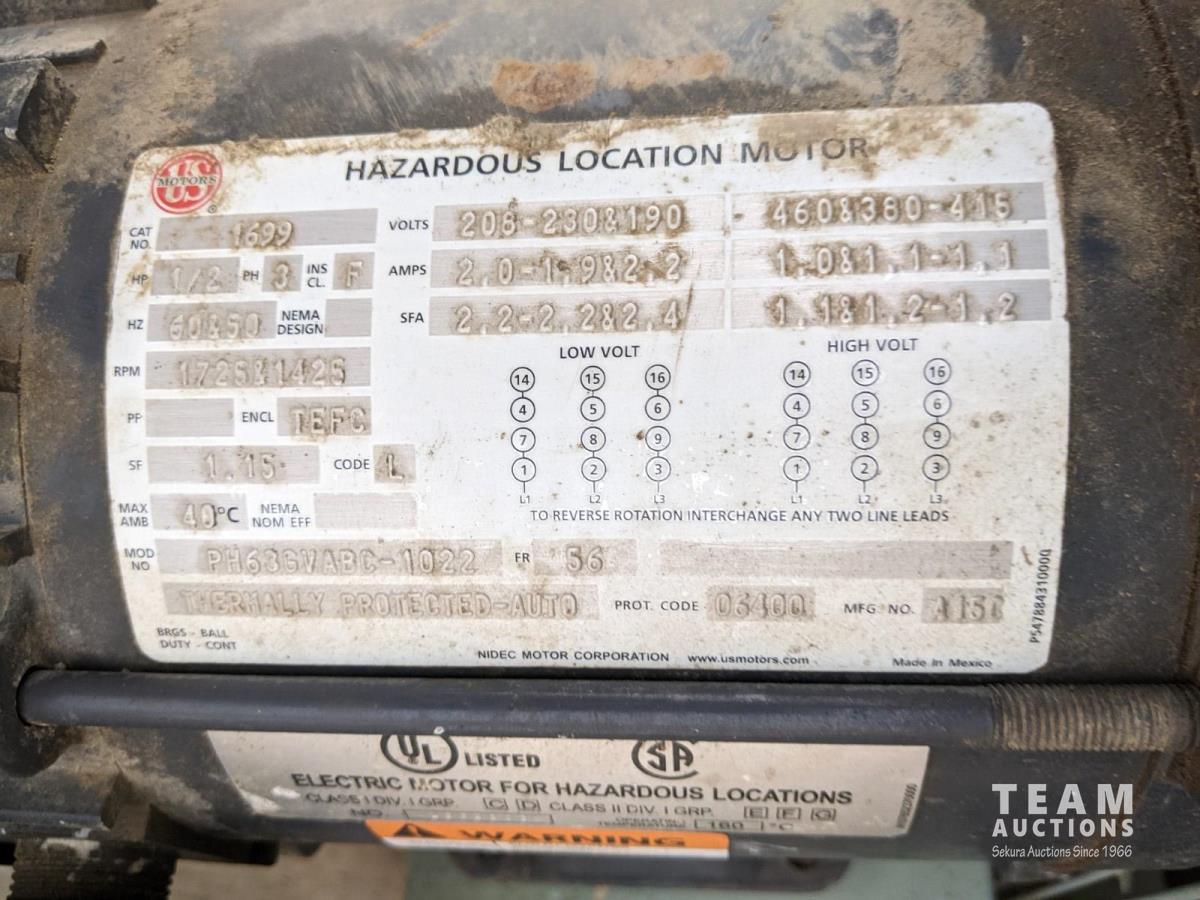 US MOTORS ®
HAZARDOUS LOCATION MOTOR
CAT NO. 1699 VOLTS 208-230&190 460&380-415
HP 1/2 PH 3 INS CL. F AMPS 2.0-1.9&2.2 1.0&1.1-1.1
HZ 60&50 NEMA DESIGN SFA 2.2-2.2&2.4 1.1&1.2-1.2
RPM 1725&1425 LOW VOLT HIGH VOLT
14 15 16 14 15 16
PF ENCL TEFC 4 5 6 4 5 6
7 8 9 7 8 9
SF 1.15 CODE L 1 2 3 1 2 3
L1 L2 L3 L1 L2 L3
MAX AMB 40 °C NEMA NOM EFF TO REVERSE ROTATION INTERCHANGE ANY TWO LINE LEADS
MOD NO PH63GVABC-1022 FR 56
THERMALLY PROTECTED-AUTO PROT. CODE 06400 MFG. NO.
P547884310000
BRGS - BALL
DUTY - CONT
NIDEC MOTOR CORPORATION www.usmotors.com Made In Mexico
UL LISTED SA
ELECTRIC MOTOR FOR HAZARDOUS LOCATIONS
CLASS I DIV. I GRP. C D CLASS II DIV. I GRP. E F G
NO. OPERATING TEMPERATURE 160 °C
WARNING
TEAM
AUCTIONS
Sekura Auctions Since 1966